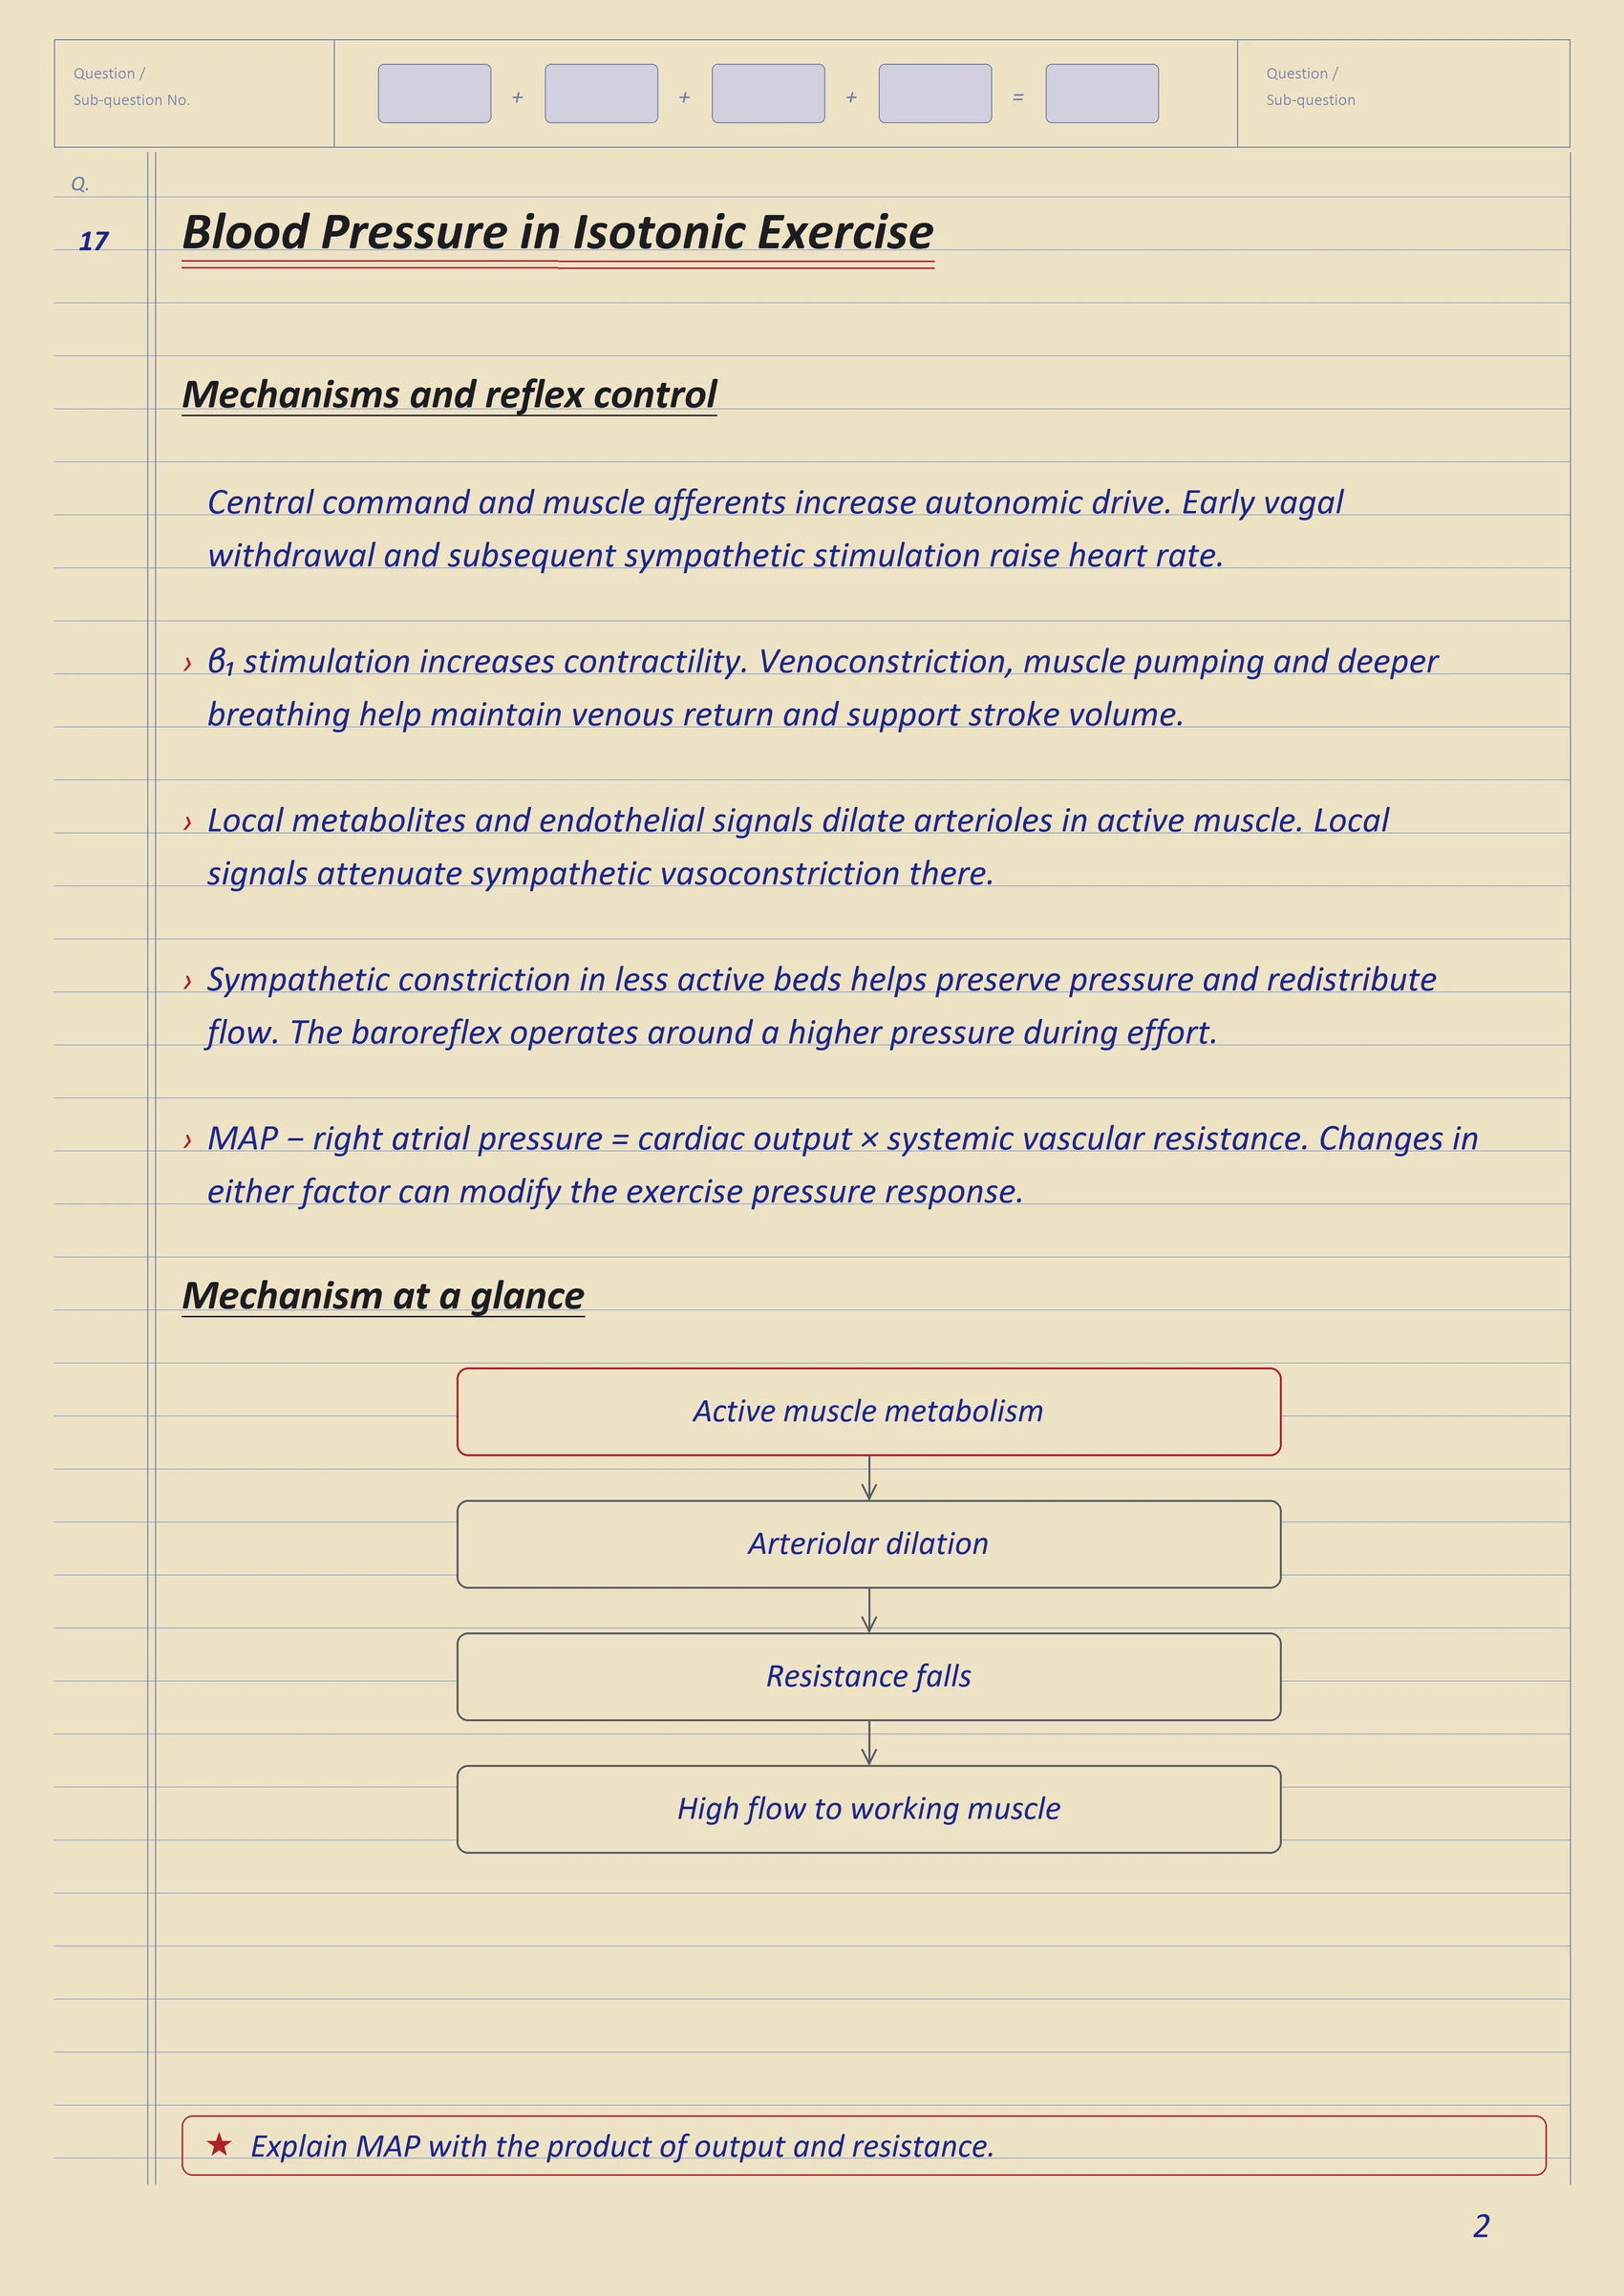 Question /
Sub-question No.
+ + + =
Question /
Sub-question
Q.
17
Blood Pressure in Isotonic Exercise
Mechanisms and reflex control
Central command and muscle afferents increase autonomic drive. Early vagal
withdrawal and subsequent sympathetic stimulation raise heart rate.
› β₁ stimulation increases contractility. Venoconstriction, muscle pumping and deeper
breathing help maintain venous return and support stroke volume.
› Local metabolites and endothelial signals dilate arterioles in active muscle. Local
signals attenuate sympathetic vasoconstriction there.
› Sympathetic constriction in less active beds helps preserve pressure and redistribute
flow. The baroreflex operates around a higher pressure during effort.
› MAP − right atrial pressure = cardiac output × systemic vascular resistance. Changes in
either factor can modify the exercise pressure response.
Mechanism at a glance
Active muscle metabolism
Arteriolar dilation
Resistance falls
High flow to working muscle
★ Explain MAP with the product of output and resistance.
2